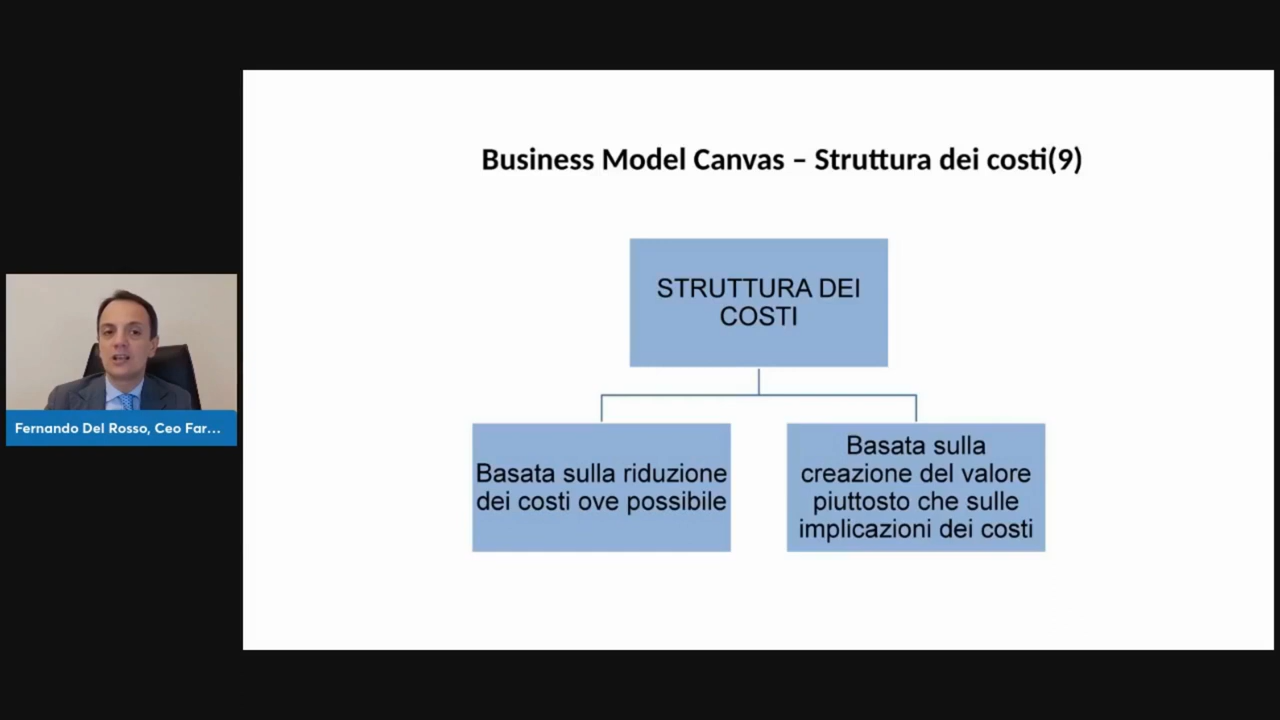 Business Model Canvas – Struttura dei costi(9)
STRUTTURA DEI
COSTI
Basata sulla riduzione
dei costi ove possibile
Basata sulla
creazione del valore
piuttosto che sulle
implicazioni dei costi
Fernando Del Rosso, Ceo Far...